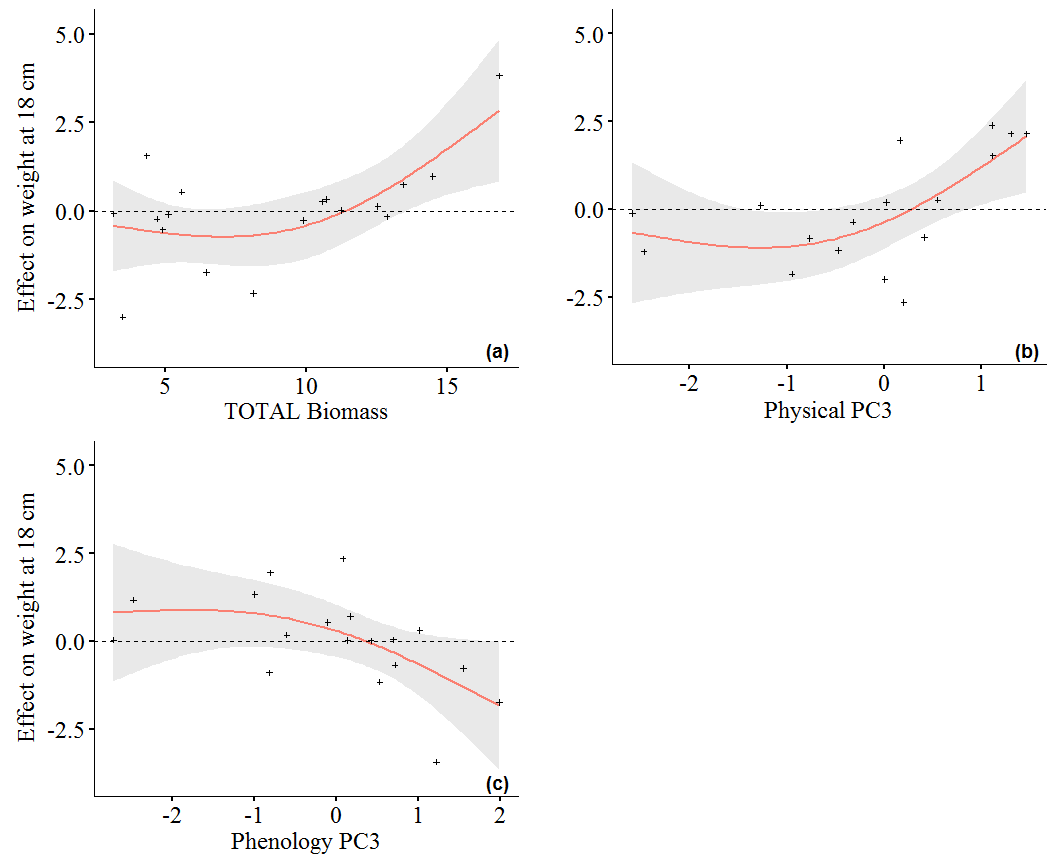 5.0
2.5
0.0
-2.5
Effect on weight at 18 cm
(a)
5 10 15
TOTAL Biomass
5.0
2.5
0.0
-2.5
(b)
-2 -1 0 1
Physical PC3
5.0
2.5
0.0
-2.5
Effect on weight at 18 cm
(c)
-2 -1 0 1 2
Phenology PC3